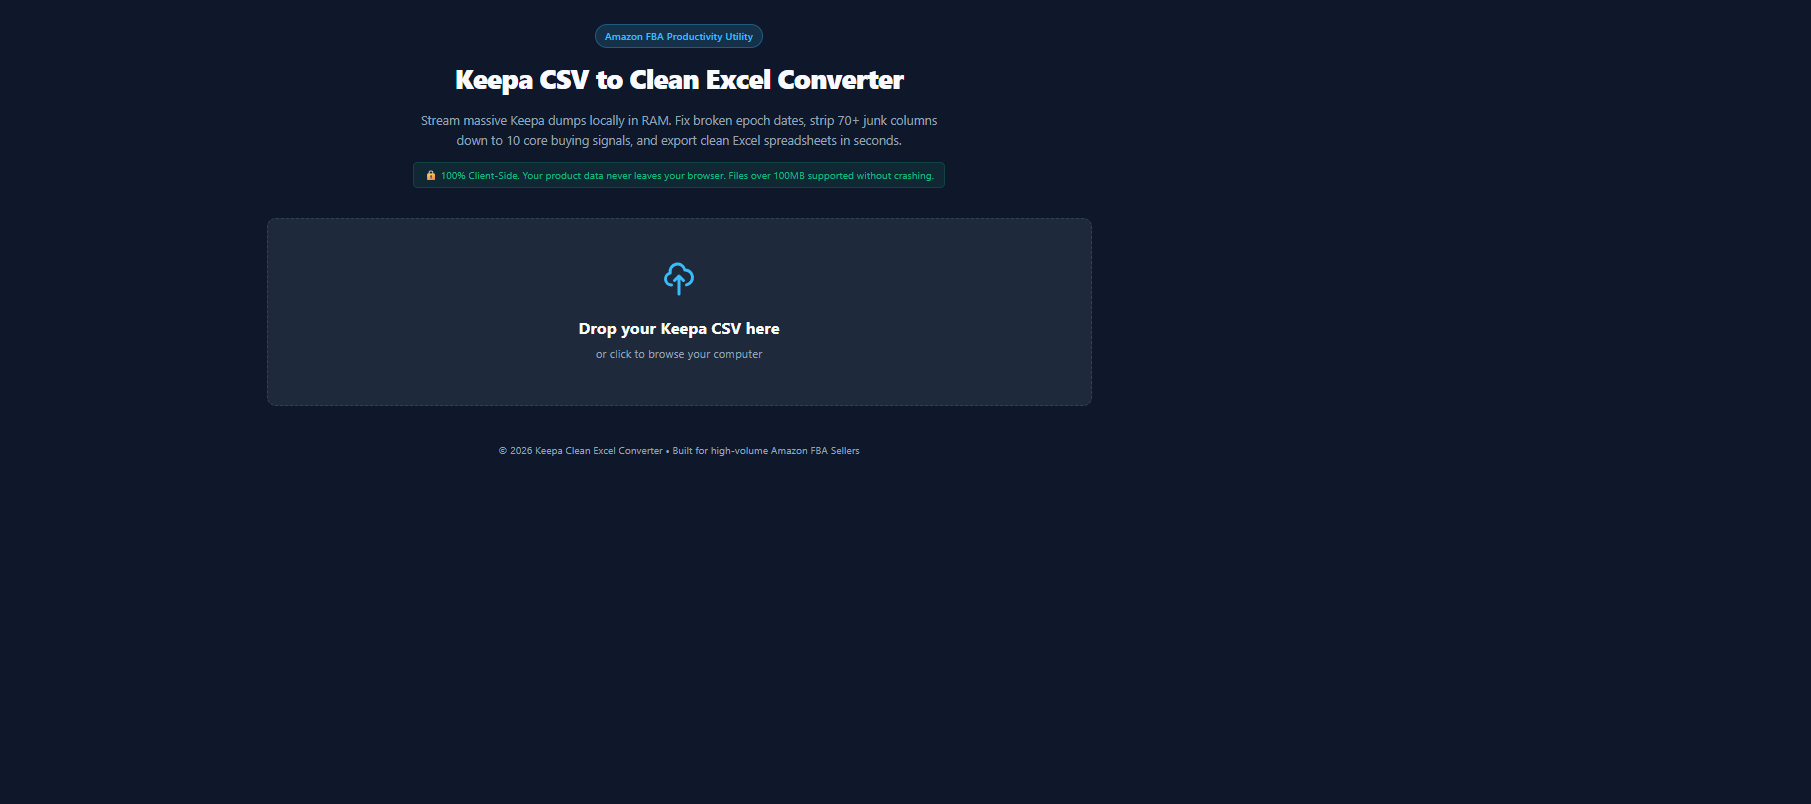 Amazon FBA Productivity Utility
Keepa CSV to Clean Excel Converter
Stream massive Keepa dumps locally in RAM. Fix broken epoch dates, strip 70+ junk columns
down to 10 core buying signals, and export clean Excel spreadsheets in seconds.
🔒 100% Client-Side. Your product data never leaves your browser. Files over 100MB supported without crashing.
Drop your Keepa CSV here
or click to browse your computer
© 2026 Keepa Clean Excel Converter • Built for high-volume Amazon FBA Sellers